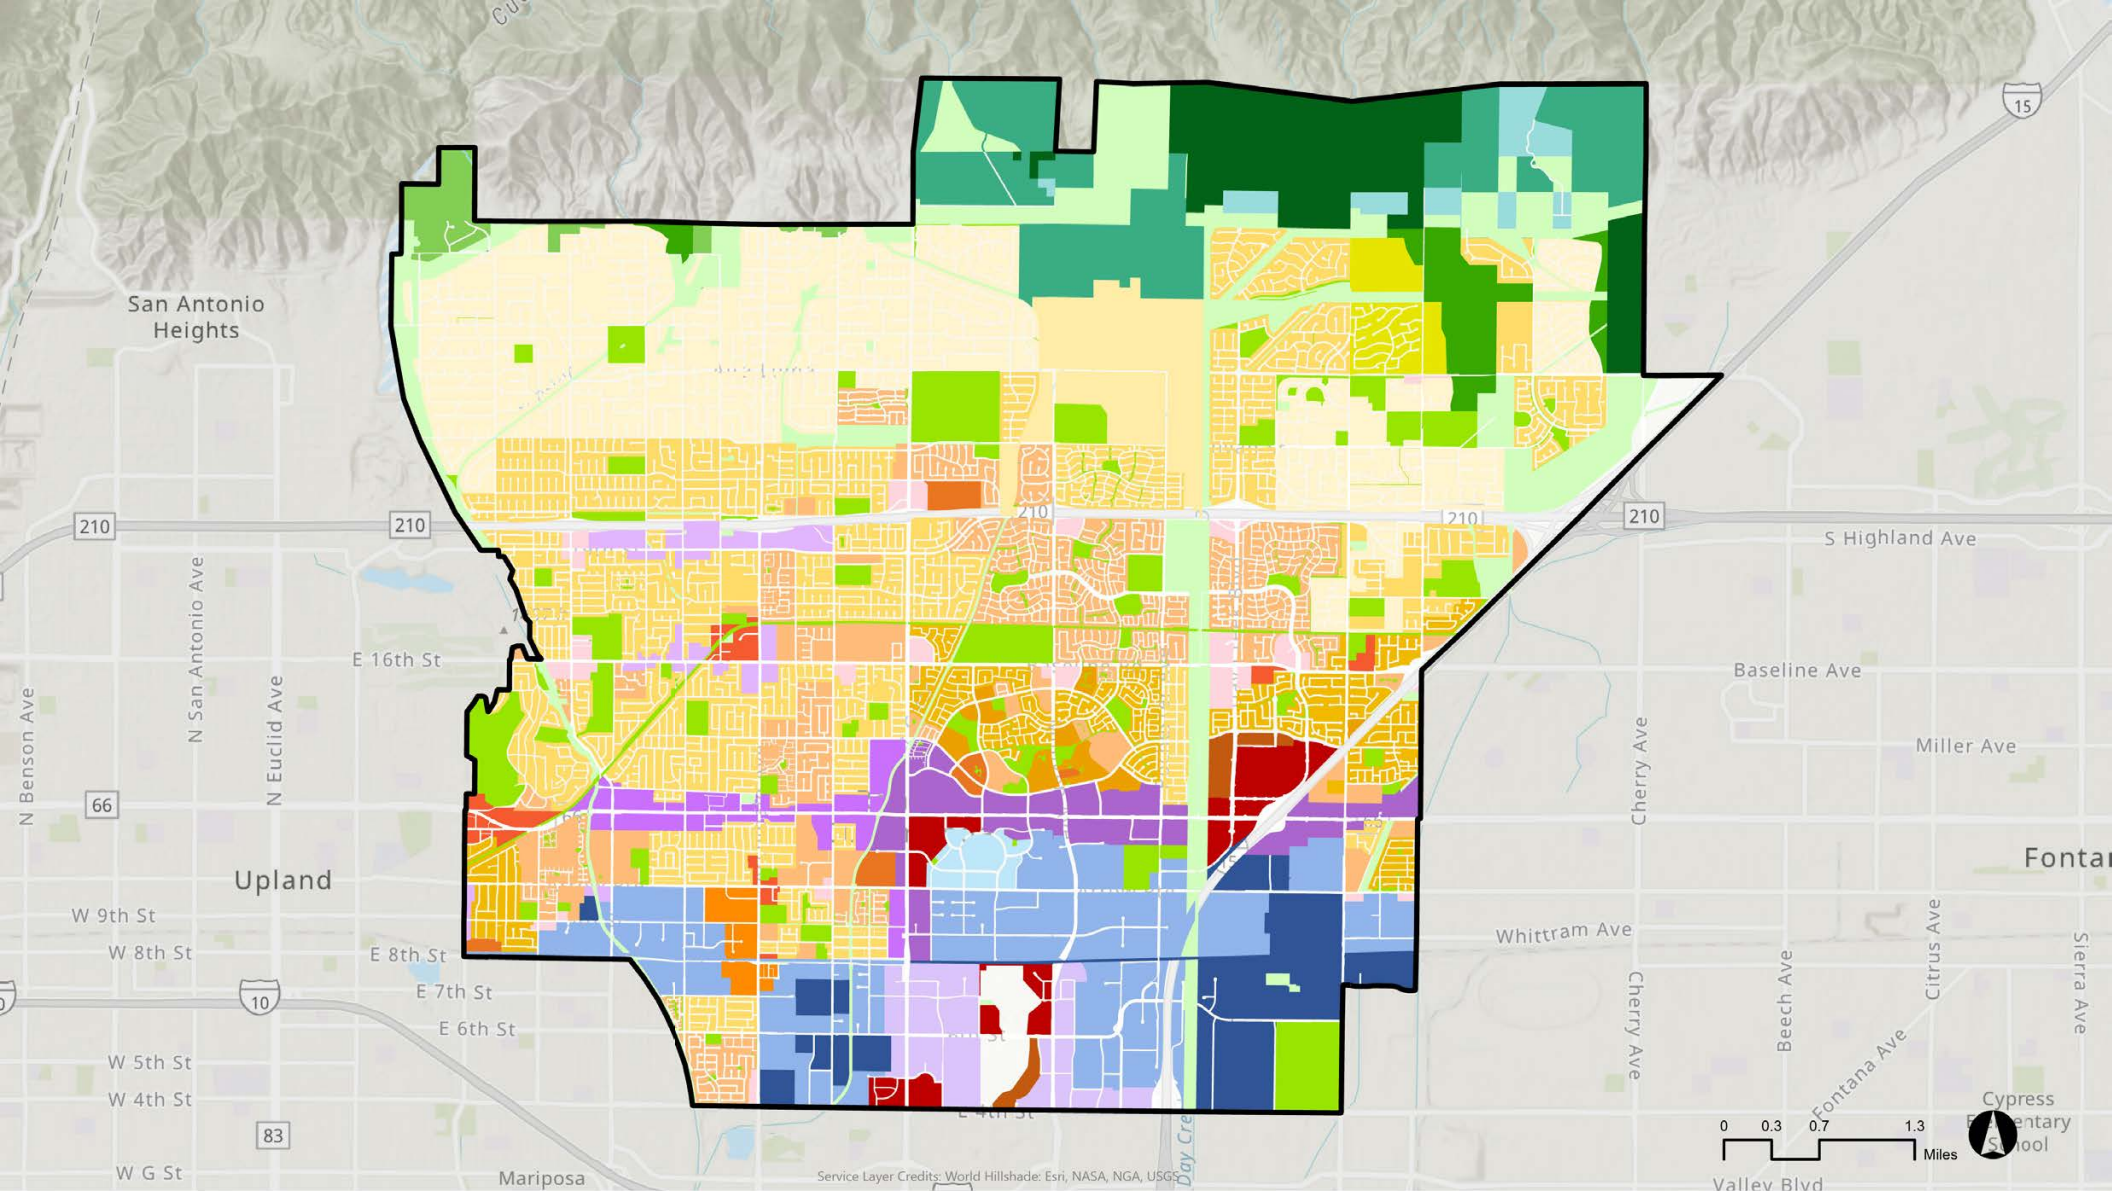 15
San Antonio
Heights
210
210
210
210
210
S Highland Ave
N San Antonio Ave
N Benson Ave
N Euclid Ave
E 16th St
Baseline Ave
Cherry Ave
Miller Ave
66
Upland
Fonta
W 9th St
W 8th St
E 8th St
Whittram Ave
Citrus Ave
Sierra Ave
Beech Ave
Cherry Ave
10
E 7th St
E 6th St
W 5th St
W 4th St
E 4th St
Fontana Ave
83
Cypress
Elementary
School
0 0.3 0.7 1.3
Miles
W G St
Mariposa
Service Layer Credits: World Hillshade: Esri, NASA, NGA, USGS
Day Cre
Valley Blvd